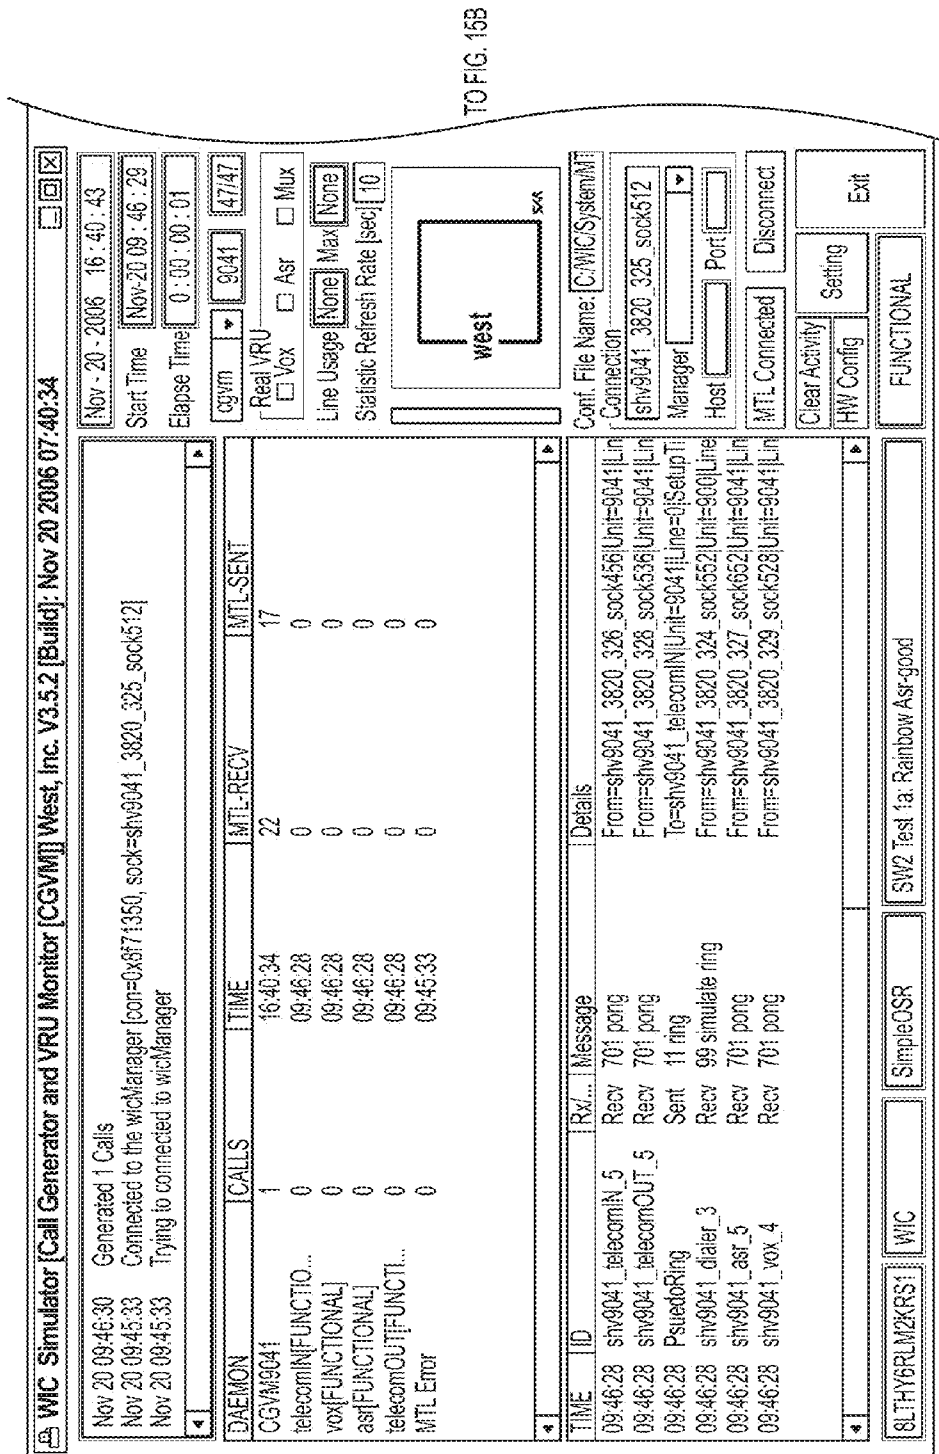 WIC Simulator [Call Generator and VRU Monitor [CGVM]] West, Inc. V3.5.2 [Build]: Nov 20 2006 07:40:34
Nov 20 09:46:30 Generated 1 Calls
Nov 20 09:45:33 Connected to the wicManager [con=0x8f71350, sock=shv9041_3820_325_sock512]
Nov 20 09:45:33 Trying to connected to wicManager
Nov - 20 - 2006 16 : 40 : 43
Start Time Nov-20 09 : 46 : 29
Elapse Time 0 : 00 : 00 : 01
cgvm 9041 47/47
Real VRU
Vox Asr Mux
Line Usage None Max None
Statistic Refresh Rate [sec] 10
DAEMON CALLS TIME MTL-RECV MTL-SENT
CGVM9041 1 16:40:34 22 17
telecomIN[FUNCTIO... 0 09:46:28 0 0
vox[FUNCTIONAL] 0 09:46:28 0 0
asr[FUNCTIONAL] 0 09:46:28 0 0
telecomOUT[FUNCTI... 0 09:46:28 0 0
MTL Error 0 09:45:33 0 0
west
TIME ID Rx/... Message Details
09:46:28 shv9041_telecomIN_5 Recv 701 pong From=shv9041_3820_326_sock456|Unit=9041|Lin
09:46:28 shv9041_telecomOUT_5 Recv 701 pong From=shv9041_3820_328_sock536|Unit=9041|Lin
09:46:28 PsuedoRing Sent 11 ring To=shv9041_telecomIN|Unit=9041|Line=0|SetupTi
09:46:28 shv9041_dialer_3 Recv 99 simulate ring From=shv9041_3820_324_sock552|Unit=900|Line
09:46:28 shv9041_asr_5 Recv 701 pong From=shv9041_3820_327_sock652|Unit=9041|Lin
09:46:28 shv9041_vox_4 Recv 701 pong From=shv9041_3820_329_sock528|Unit=9041|Lin
Conf. File Name: C:/WIC/System/MT
Connection
shv9041_3820_325_sock512
Manager
Host Port
MTL Connected Disconnect
Clear Activity
HW Config
Setting
Exit
8LTHY6RLM2KRS1 WIC SimpleOSR SW2 Test 1a: Rainbow Asr-good FUNCTIONAL
TO FIG. 15B